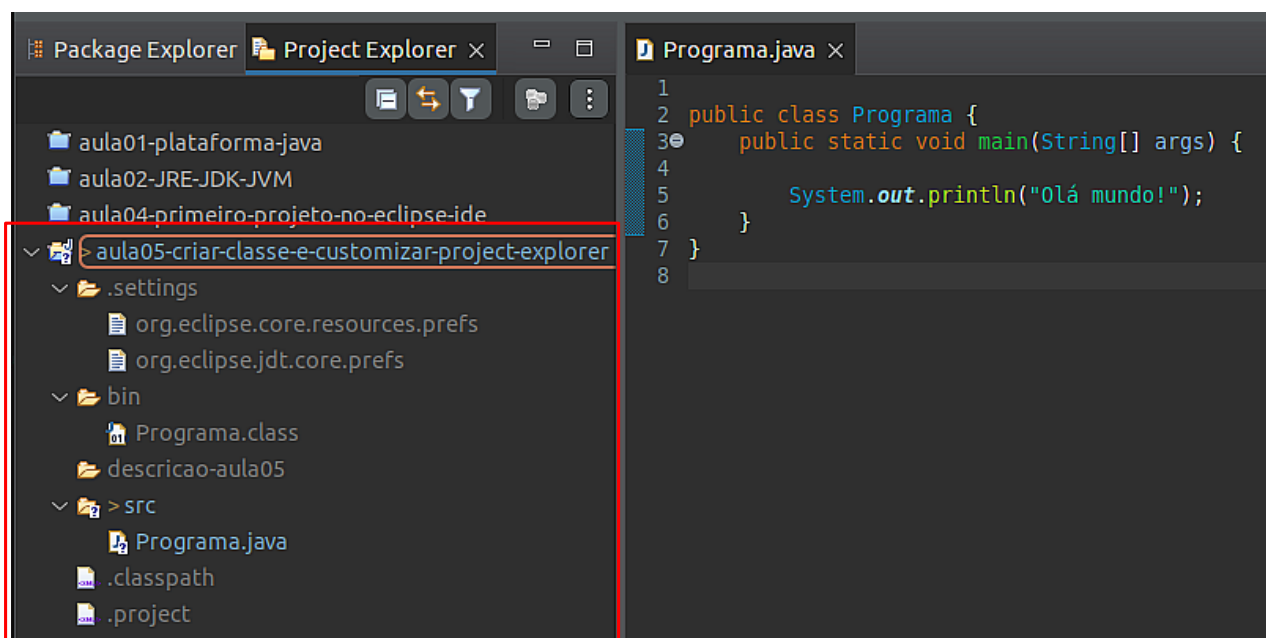 Package Explorer
Project Explorer
aula01-plataforma-java
aula02-JRE-JDK-JVM
aula04-primeiro-projeto-no-eclipse-ide
> aula05-criar-classe-e-customizar-project-explorer
.settings
org.eclipse.core.resources.prefs
org.eclipse.jdt.core.prefs
bin
Programa.class
descricao-aula05
> src
Programa.java
.classpath
.project
Programa.java
1
2 public class Programa {
3 public static void main(String[] args) {
4
5 System.out.println("Olá mundo!");
6 }
7 }
8